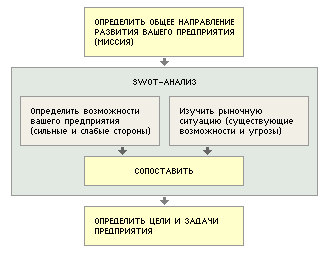 ОПРЕДЕЛИТЬ ОБЩЕЕ НАПРАВЛЕНИЕ
РАЗВИТИЯ ВАШЕГО ПРЕДПРИЯТИЯ
(МИССИЯ)
SWOT-АНАЛИЗ
Определить возможности
вашего предприятия
(сильные и слабые стороны)
Изучить рыночную
ситуацию (существующие
возможности и угрозы)
СОПОСТАВИТЬ
ОПРЕДЕЛИТЬ ЦЕЛИ И ЗАДАЧИ
ПРЕДПРИЯТИЯ